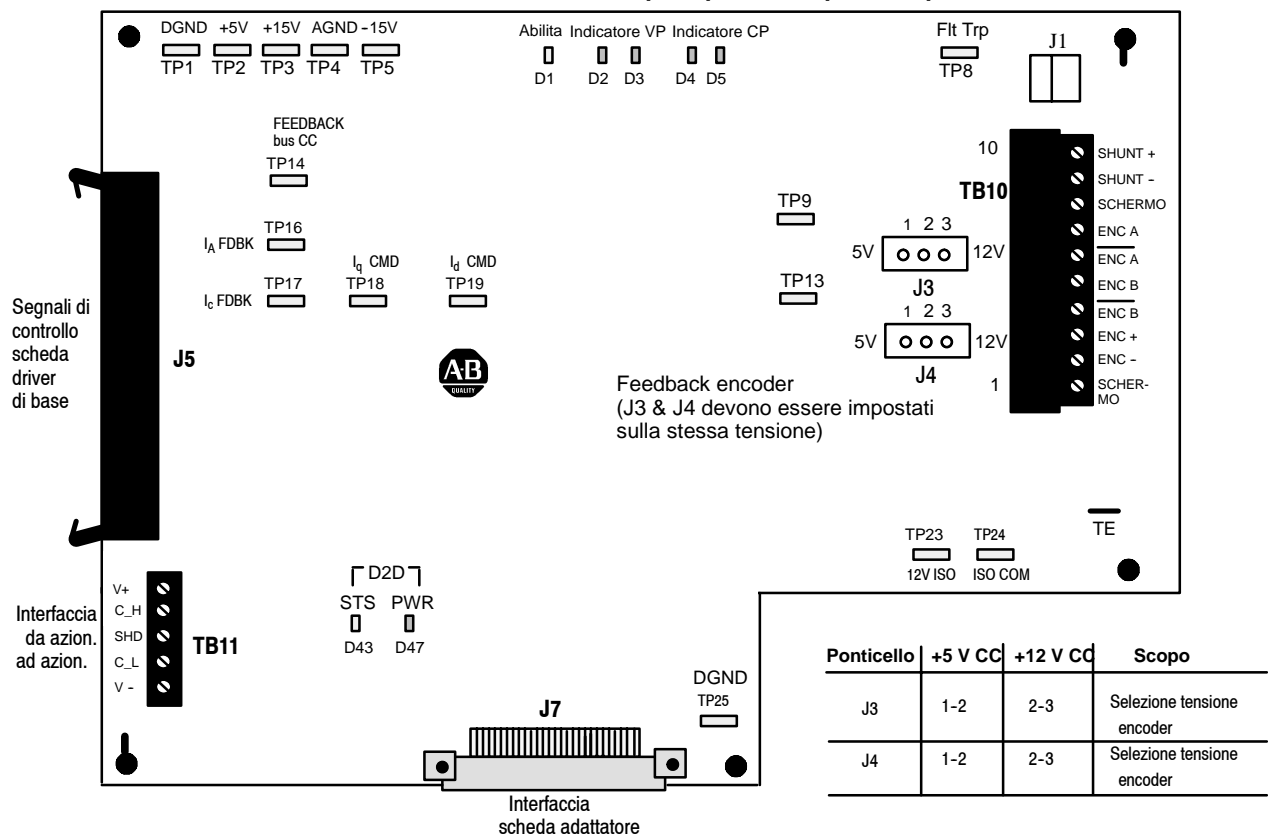 DGND +5V +15V AGND -15V
TP1 TP2 TP3 TP4 TP5
Abilita Indicatore VP Indicatore CP
D1 D2 D3 D4 D5
Flt Trp
TP8
J1
FEEDBACK
bus CC
TP14
TP16
IA FDBK
TP17
Ic FDBK
Iq CMD
TP18
Id CMD
TP19
TP9
TP13
Segnali di
controllo
scheda
driver
di base
J5
A-B
QUALITY
1 2 3
5V 12V
J3
1 2 3
5V 12V
J4
Feedback encoder
(J3 & J4 devono essere impostati
sulla stessa tensione)
10
TB10
1
SHUNT +
SHUNT -
SCHERMO
ENC A
ENC A
ENC B
ENC B
ENC +
ENC -
SCHER-
MO
TE
TP23 TP24
12V ISO ISO COM
Interfaccia
da azion.
ad azion.
V+
C_H
SHD
C_L
V -
TB11
D2D
STS PWR
D43 D47
DGND
TP25
J7
Interfaccia
scheda adattatore
Ponticello +5 V CC +12 V CC Scopo
J3 1-2 2-3 Selezione tensione
encoder
J4 1-2 2-3 Selezione tensione
encoder